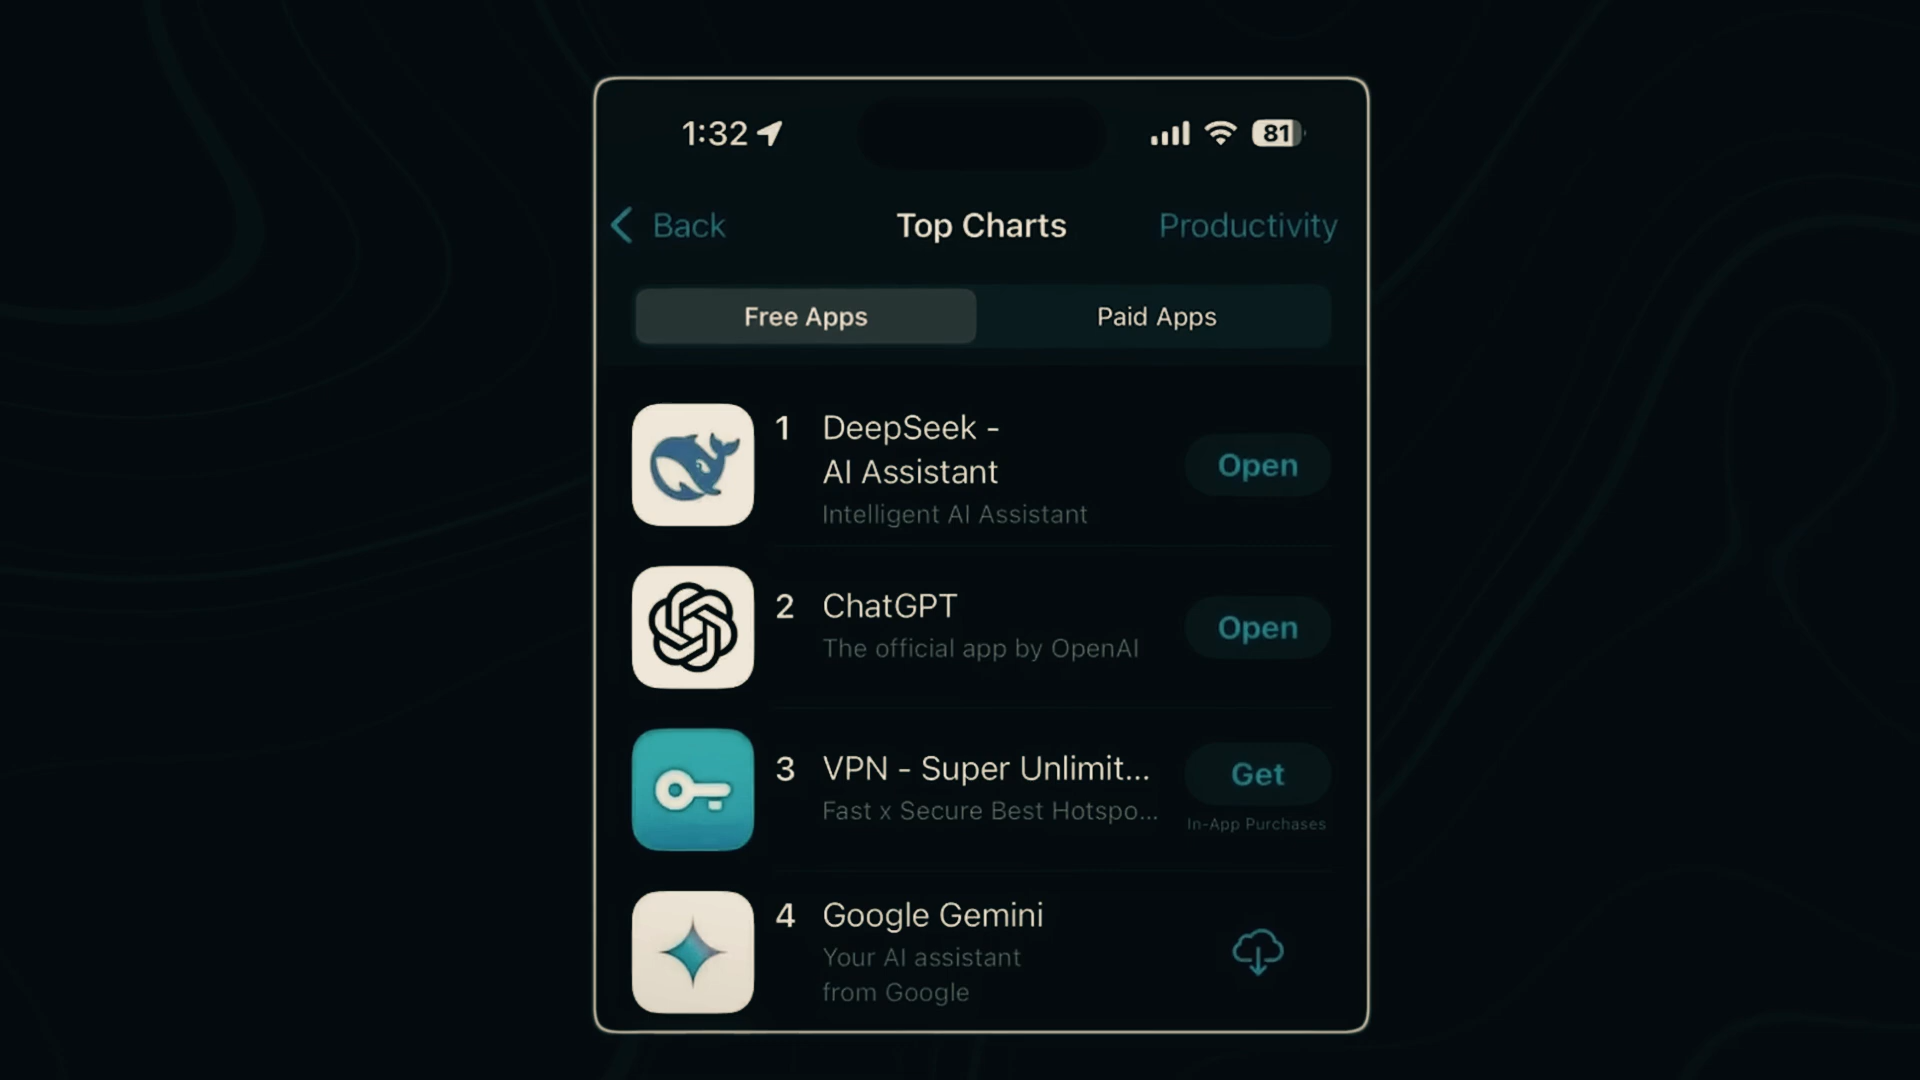 1:32
81
Back
Top Charts
Productivity
Free Apps
Paid Apps
1
DeepSeek -
AI Assistant
Intelligent AI Assistant
Open
2
ChatGPT
The official app by OpenAI
Open
3
VPN - Super Unlimit...
Fast x Secure Best Hotspo...
Get
In-App Purchases
4
Google Gemini
Your AI assistant
from Google